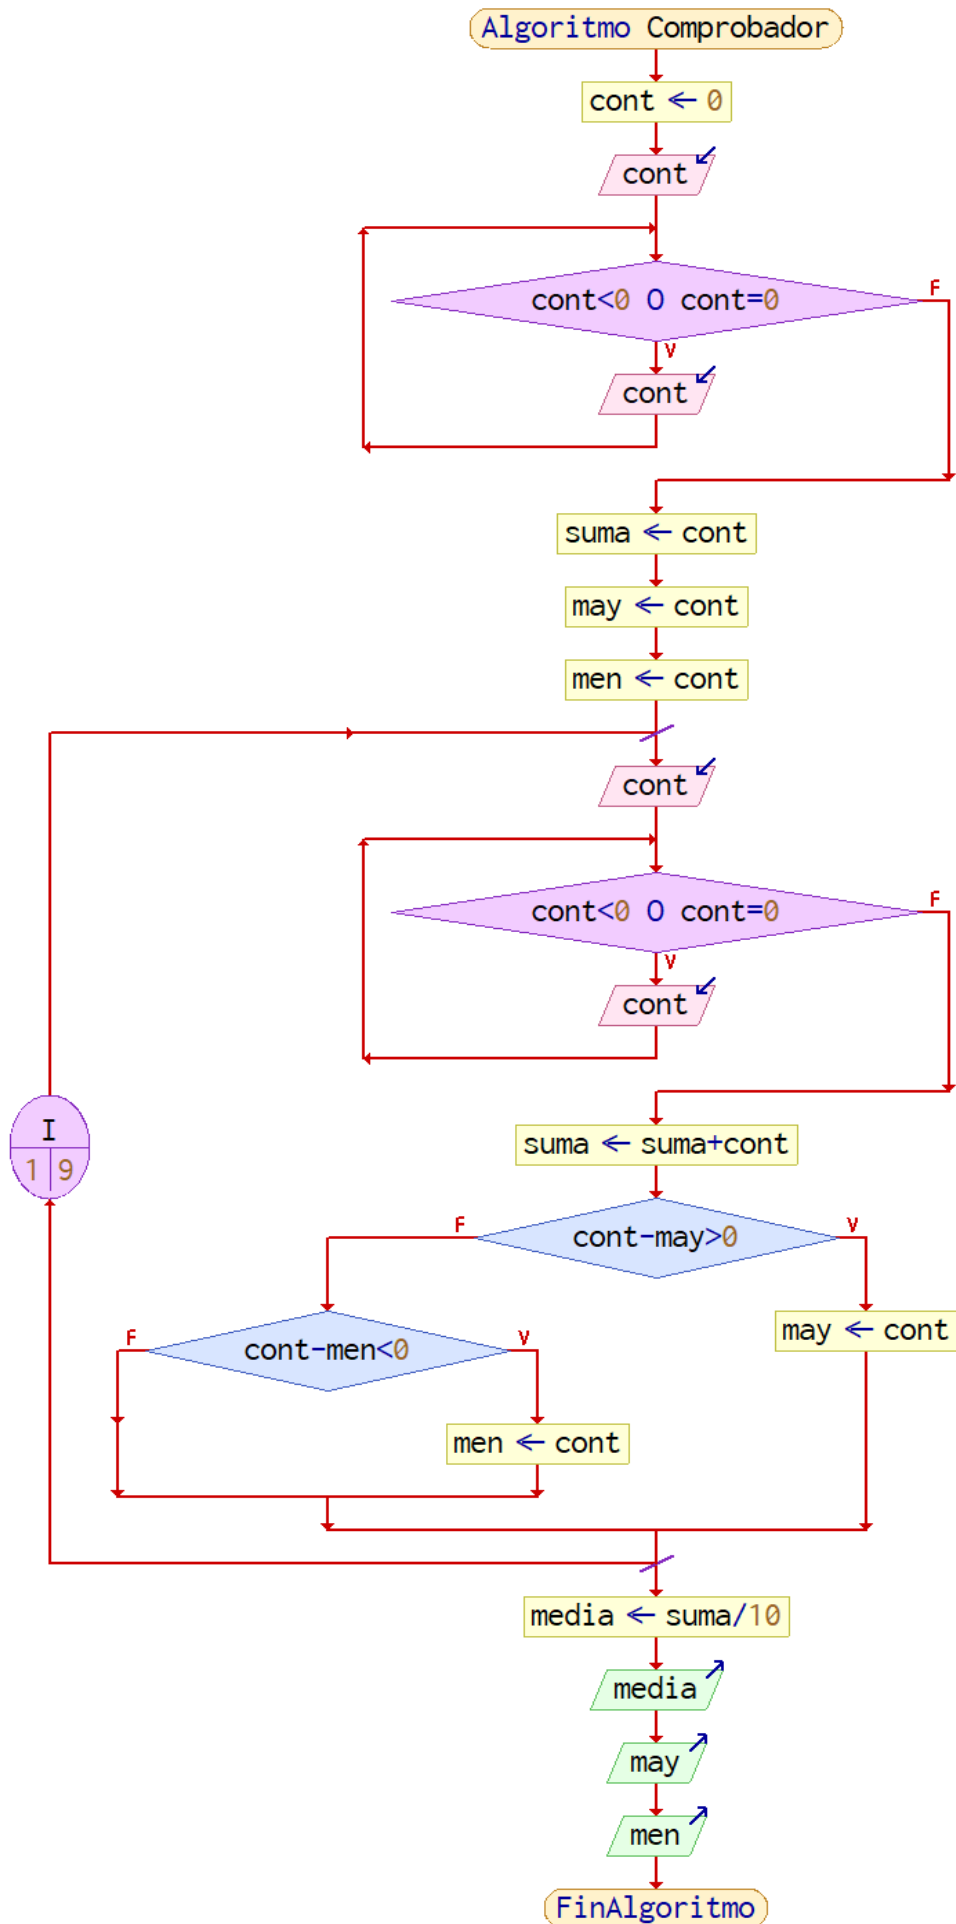 Algoritmo Comprobador
cont ← 0
cont
cont<0 O cont=0
F
V
cont
suma ← cont
may ← cont
men ← cont
cont
cont<0 O cont=0
F
V
cont
I
1 9
suma ← suma+cont
F
cont-may>0
V
may ← cont
F
cont-men<0
V
men ← cont
media ← suma/10
media
may
men
FinAlgoritmo